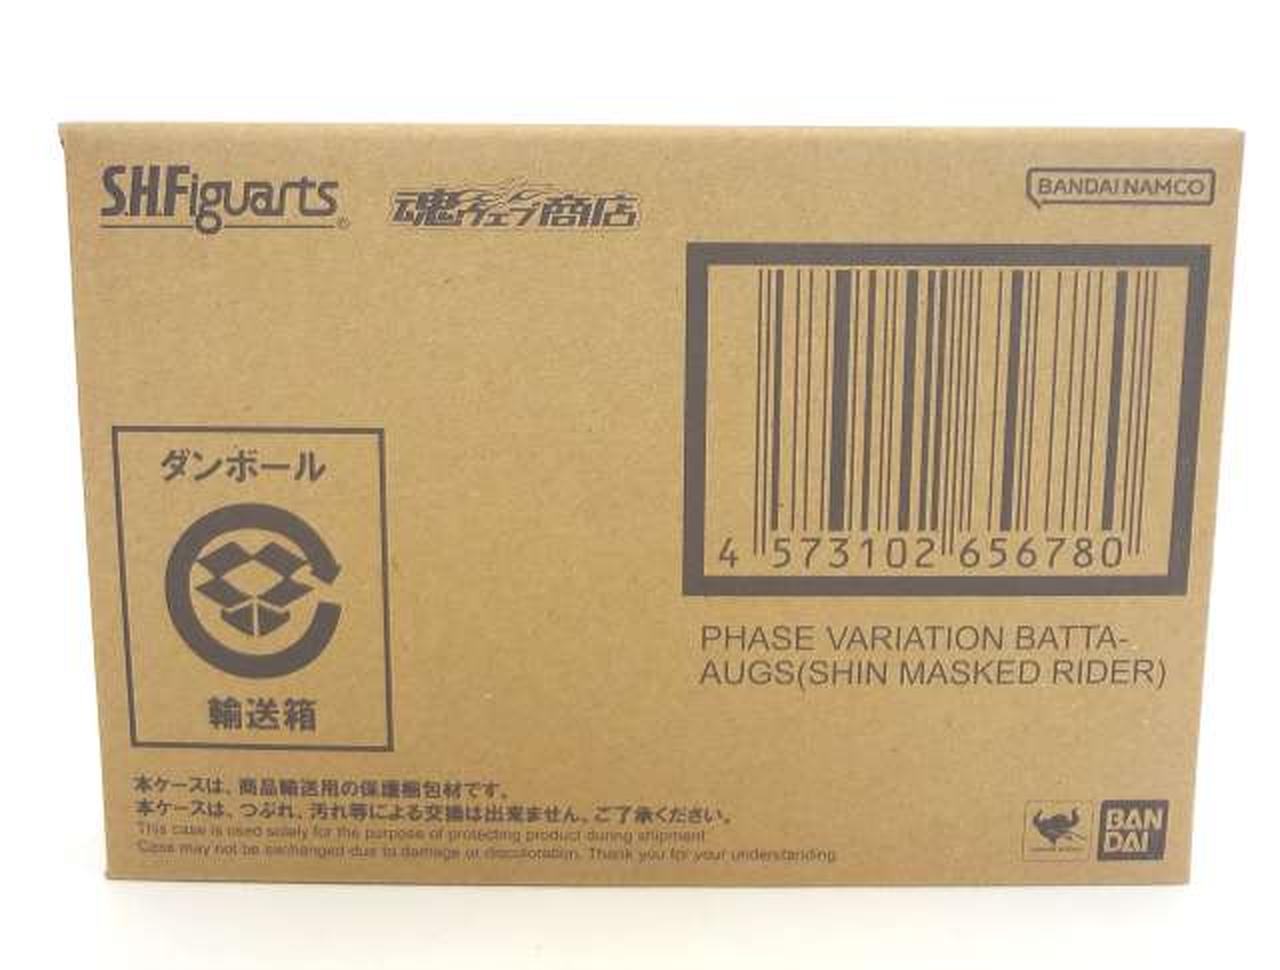 S.H.Figuarts®
魂ウェブ商店
BANDAI NAMCO
4 573102 656780
PHASE VARIATION BATTA-
AUGS(SHIN MASKED RIDER)
ダンボール
輸送箱
本ケースは、商品輸送用の保護梱包材です。
本ケースは、つぶれ、汚れ等による交換は出来ません、ご了承ください。
This case is used solely for the purpose of protecting product during shipment.
Case may not be exchanged due to damage or discoloration. Thank you for your understanding.
BAN
DAI